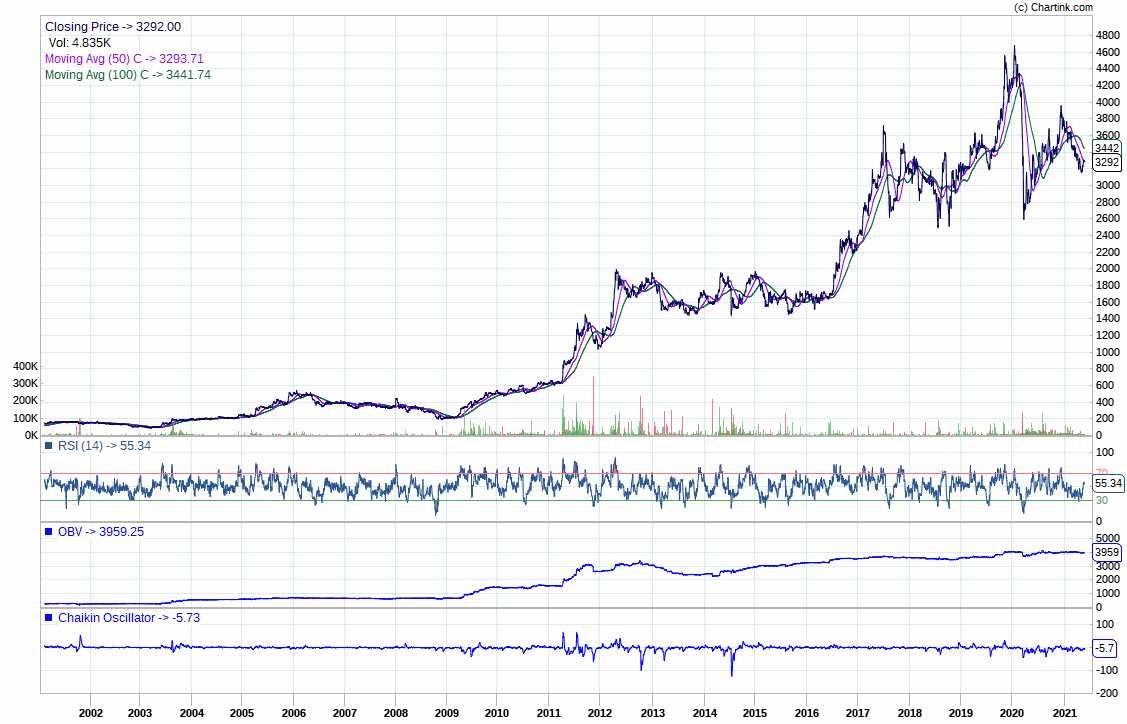 (c) Chartink.com
Closing Price -> 3292.00
Vol: 4.835K
Moving Avg (50) C -> 3293.71
Moving Avg (100) C -> 3441.74
4800
4600
4400
4200
4000
3800
3600
3442
3292
3000
2800
2600
2400
2200
2000
1800
1600
1400
1200
1000
800
600
400
200
0
400K
300K
200K
100K
0K
RSI (14) -> 55.34
100
70
55.34
30
0
OBV -> 3959.25
5000
3959
3000
2000
1000
0
Chaikin Oscillator -> -5.73
100
-5.7
-100
-200
2002 2003 2004 2005 2006 2007 2008 2009 2010 2011 2012 2013 2014 2015 2016 2017 2018 2019 2020 2021